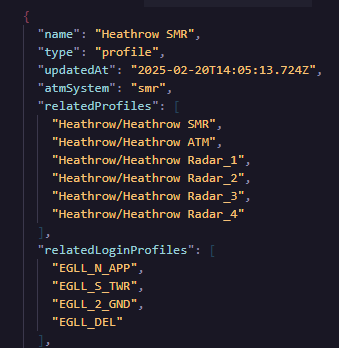 {
"name": "Heathrow SMR",
"type": "profile",
"updatedAt": "2025-02-20T14:05:13.724Z",
"atmSystem": "smr",
"relatedProfiles": [
"Heathrow/Heathrow SMR",
"Heathrow/Heathrow ATM",
"Heathrow/Heathrow Radar_1",
"Heathrow/Heathrow Radar_2",
"Heathrow/Heathrow Radar_3",
"Heathrow/Heathrow Radar_4"
],
"relatedLoginProfiles": [
"EGLL_N_APP",
"EGLL_S_TWR",
"EGLL_2_GND",
"EGLL_DEL"
],